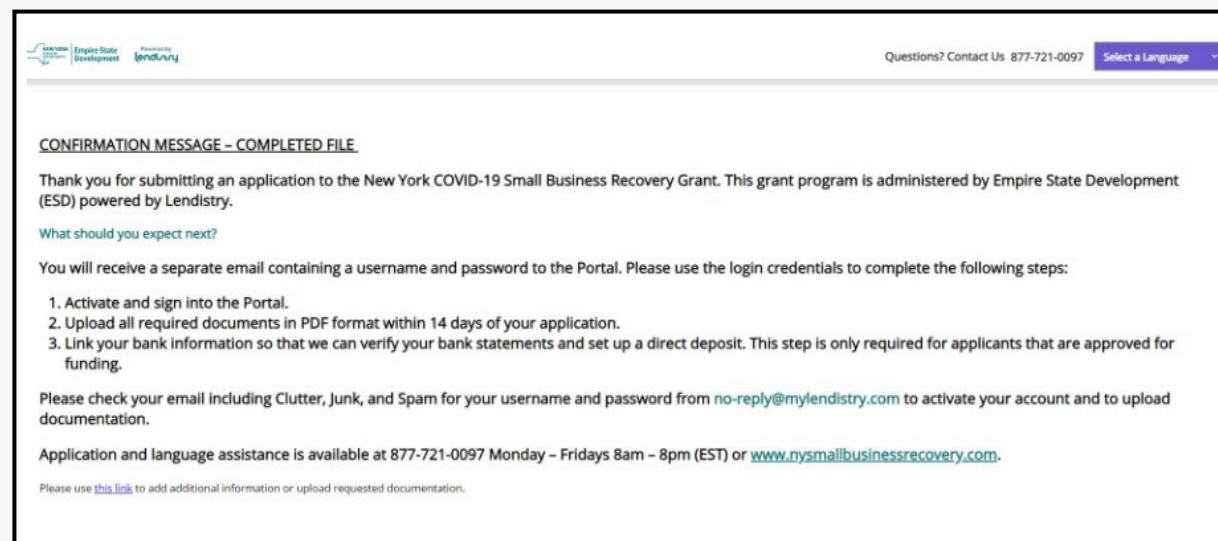 NEW YORK
Empire State
Development
Powered by
lendistry
Questions? Contact Us 877-721-0097
Select a Language
CONFIRMATION MESSAGE – COMPLETED FILE
Thank you for submitting an application to the New York COVID-19 Small Business Recovery Grant. This grant program is administered by Empire State Development
(ESD) powered by Lendistry.
What should you expect next?
You will receive a separate email containing a username and password to the Portal. Please use the login credentials to complete the following steps:
1. Activate and sign into the Portal.
2. Upload all required documents in PDF format within 14 days of your application.
3. Link your bank information so that we can verify your bank statements and set up a direct deposit. This step is only required for applicants that are approved for
funding.
Please check your email including Clutter, Junk, and Spam for your username and password from no-reply@mylendistry.com to activate your account and to upload
documentation.
Application and language assistance is available at 877-721-0097 Monday – Fridays 8am – 8pm (EST) or www.nysmallbusinessrecovery.com.
Please use this link to add additional information or upload requested documentation.